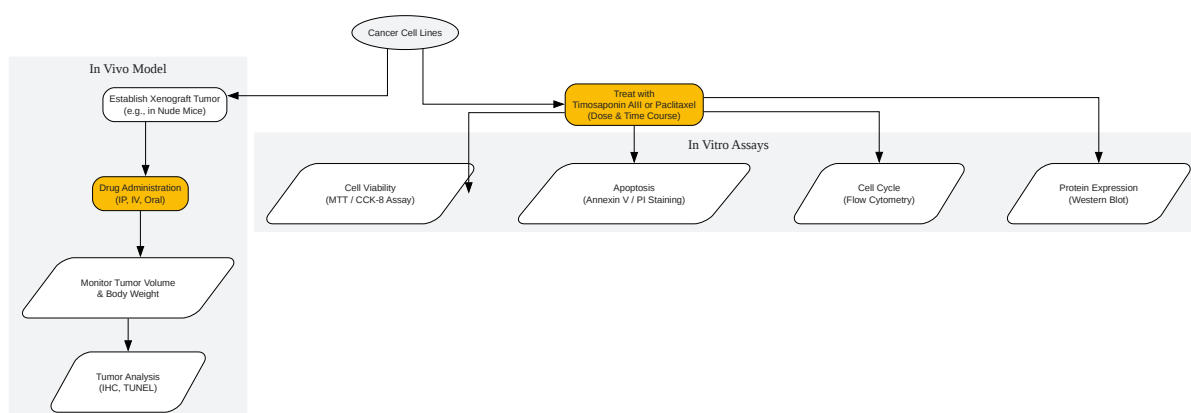 Cancer Cell Lines
In Vivo Model
Establish Xenograft Tumor
(e.g., in Nude Mice)
Drug Administration
(IP, IV, Oral)
Monitor Tumor Volume
& Body Weight
Tumor Analysis
(IHC, TUNEL)
Treat with
Timosaponin AIII or Paclitaxel
(Dose & Time Course)
In Vitro Assays
Cell Viability
(MTT / CCK-8 Assay)
Apoptosis
(Annexin V / PI Staining)
Cell Cycle
(Flow Cytometry)
Protein Expression
(Western Blot)